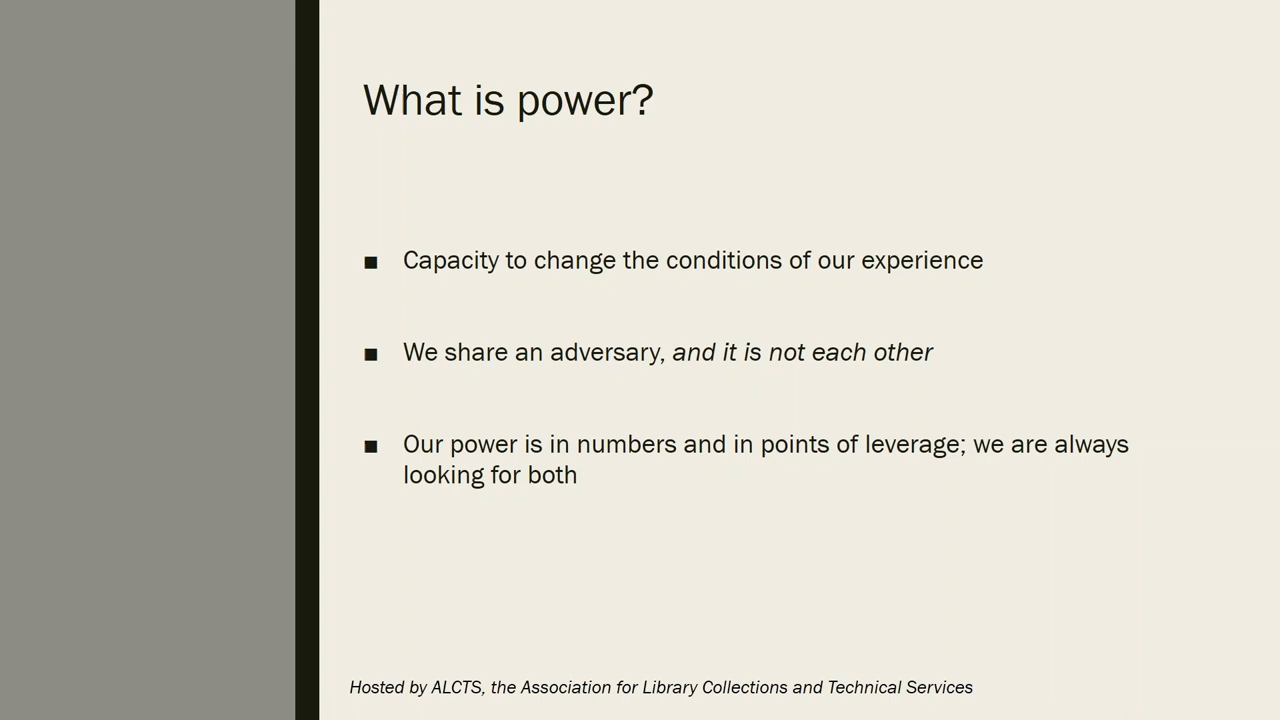 What is power?
■ Capacity to change the conditions of our experience
■ We share an adversary, and it is not each other
■ Our power is in numbers and in points of leverage; we are always
looking for both
Hosted by ALCTS, the Association for Library Collections and Technical Services